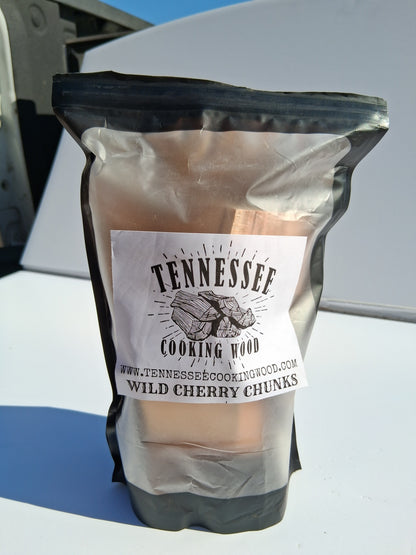 TENNESSEE
COOKING WOOD
WWW.TENNESSEECOOKINGWOOD.COM
WILD CHERRY CHUNKS